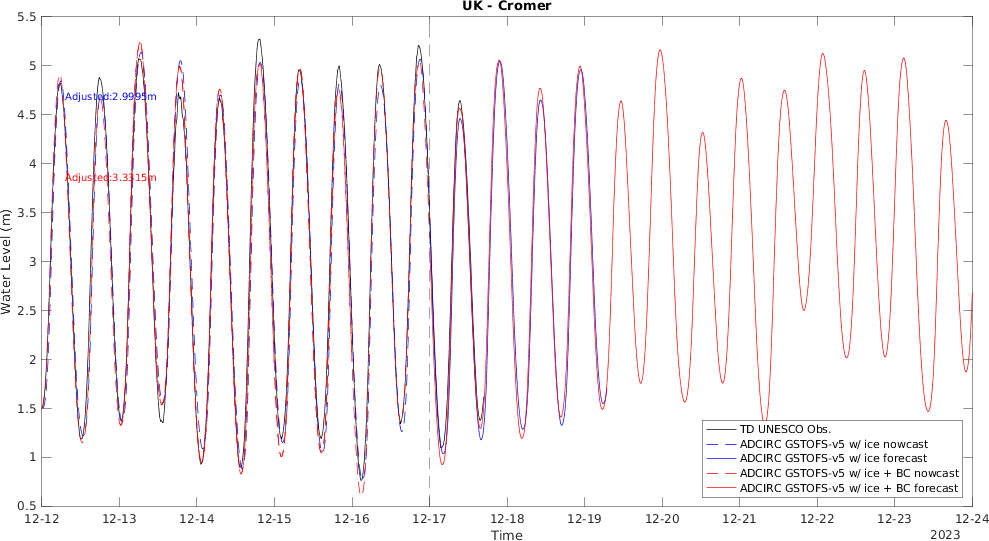 UK - Cromer
5.5
5
4.5
4
3.5
3
2.5
2
1.5
1
0.5
Water Level (m)
Adjusted:2.9995m
Adjusted:3.3315m
TD UNESCO Obs.
ADCIRC GSTOFS-v5 w/ ice nowcast
ADCIRC GSTOFS-v5 w/ ice forecast
ADCIRC GSTOFS-v5 w/ ice + BC nowcast
ADCIRC GSTOFS-v5 w/ ice + BC forecast
12-12 12-13 12-14 12-15 12-16 12-17 12-18 12-19 12-20 12-21 12-22 12-23 12-24
Time
2023